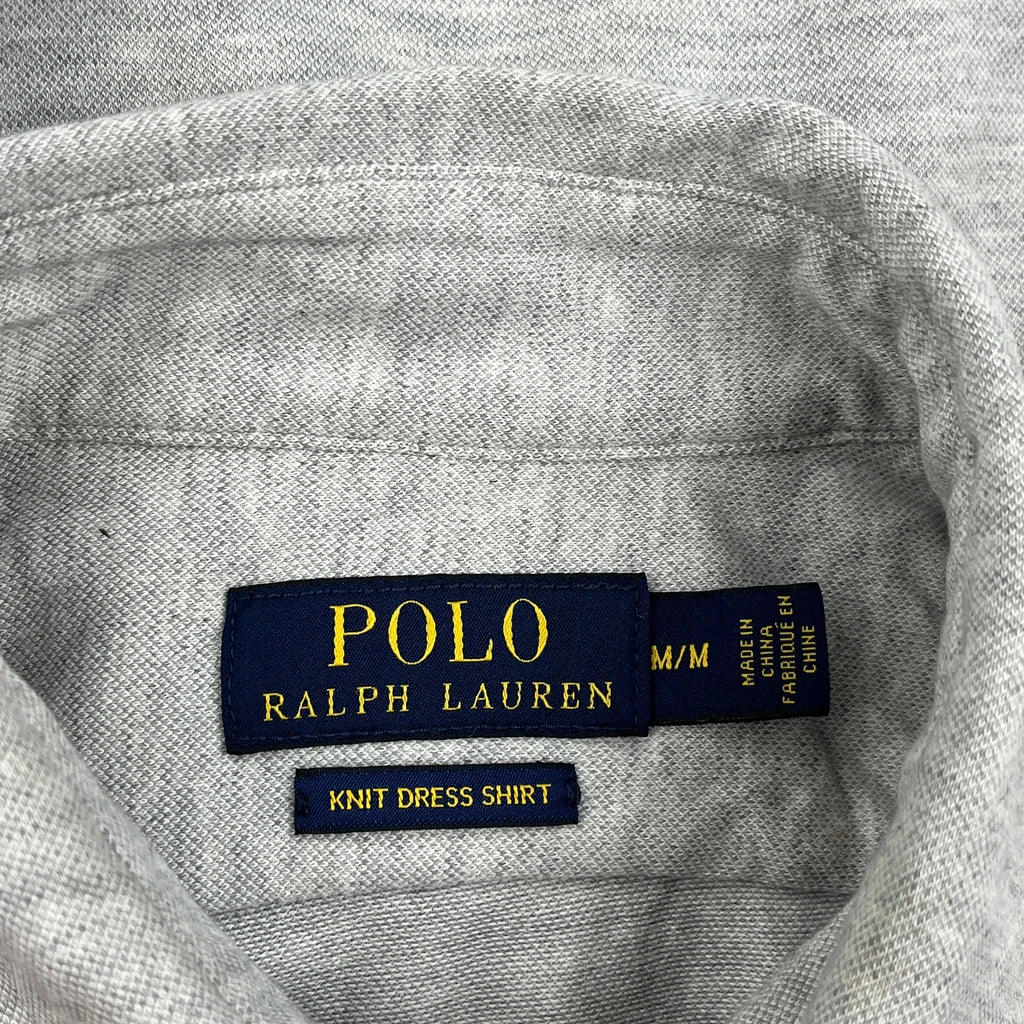 POLO
RALPH LAUREN
M/M
MADE IN
CHINA
FABRIQUÉ EN
CHINE
KNIT DRESS SHIRT